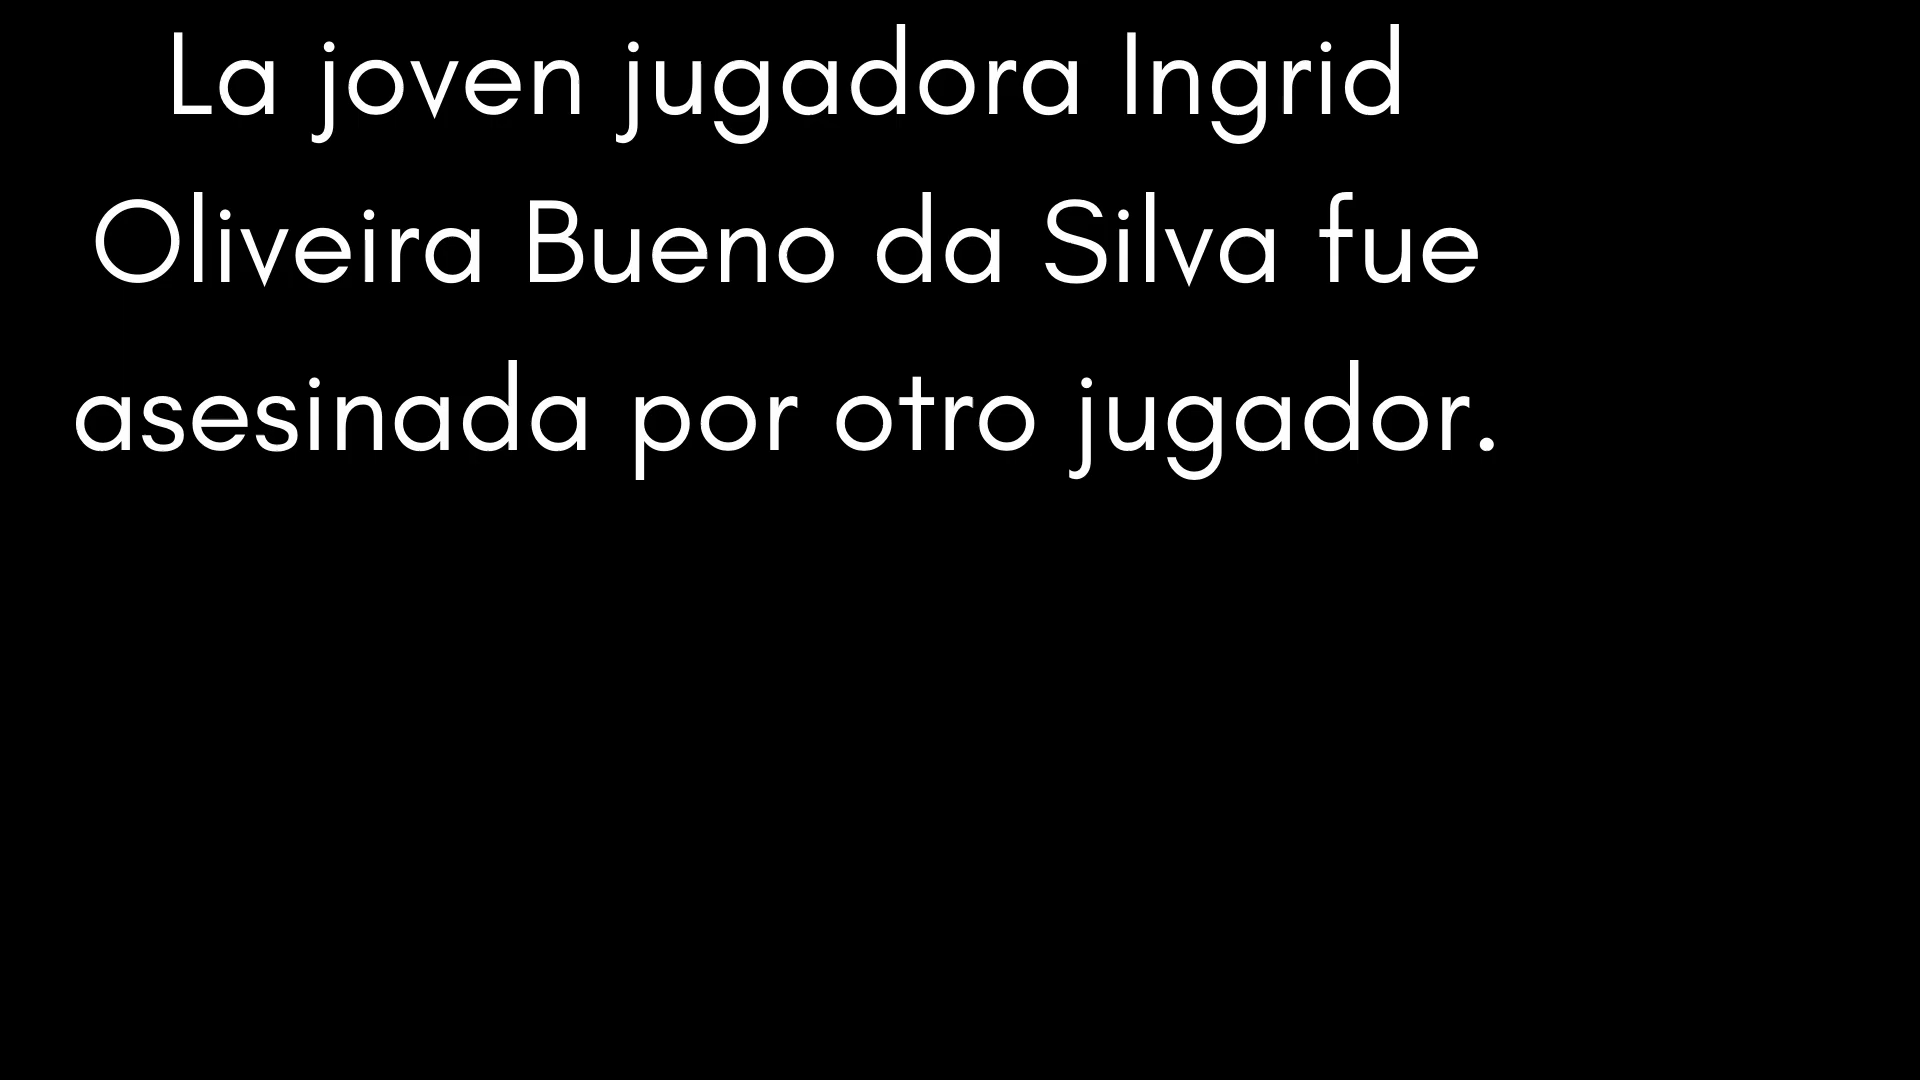 La joven jugadora Ingrid
Oliveira Bueno da Silva fue
asesinada por otro jugador.